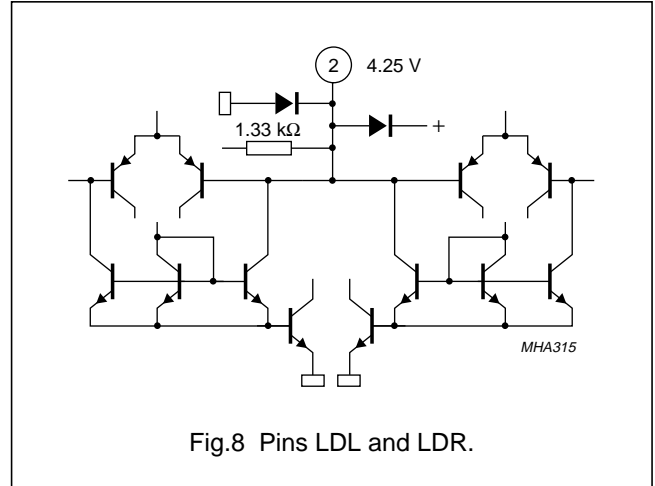 2 4.25 V
1.33 kΩ
+
MHA315
Fig.8 Pins LDL and LDR.